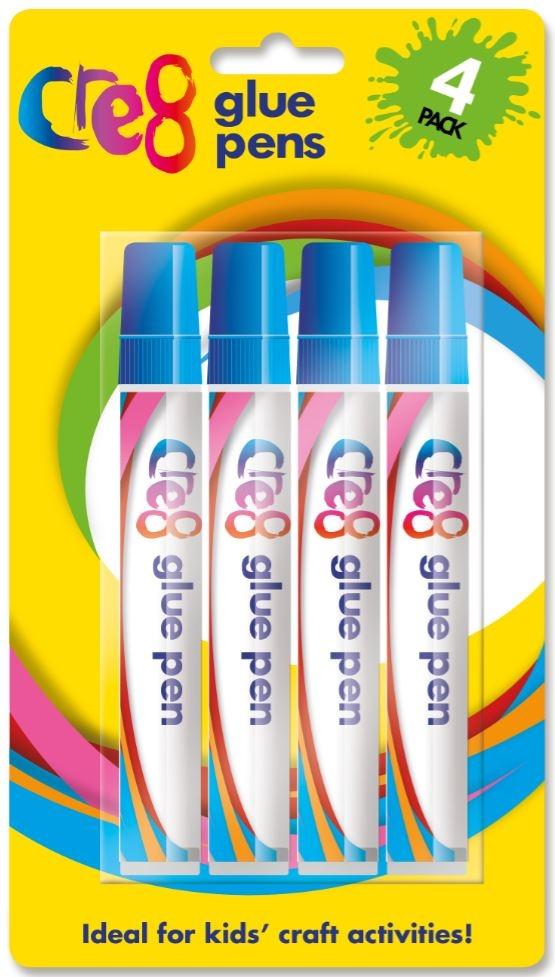 cre8
glue
pens
4
PACK
cre8 glue pen
cre8 glue pen
cre8 glue pen
cre8 glue pen
Ideal for kids' craft activities!